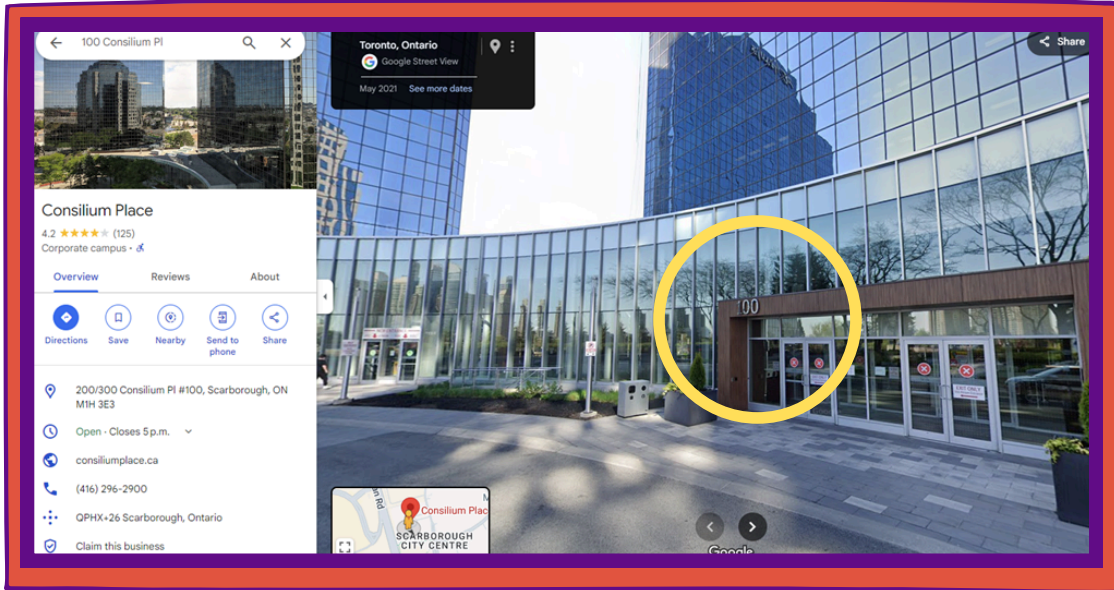 100 Consilium Pl
Consilium Place
4.2 ★★★★★ (125)
Corporate campus ·
Overview Reviews About
Directions Save Nearby Send to phone Share
200/300 Consilium Pl #100, Scarborough, ON
M1H 3E3
Open · Closes 5 p.m.
consiliumplace.ca
(416) 296-2900
QPHX+26 Scarborough, Ontario
Claim this business
Toronto, Ontario
Google Street View
May 2021 See more dates
Share
100
EXIT ONLY
Consilium Plac
SCARBOROUGH
CITY CENTRE
Google